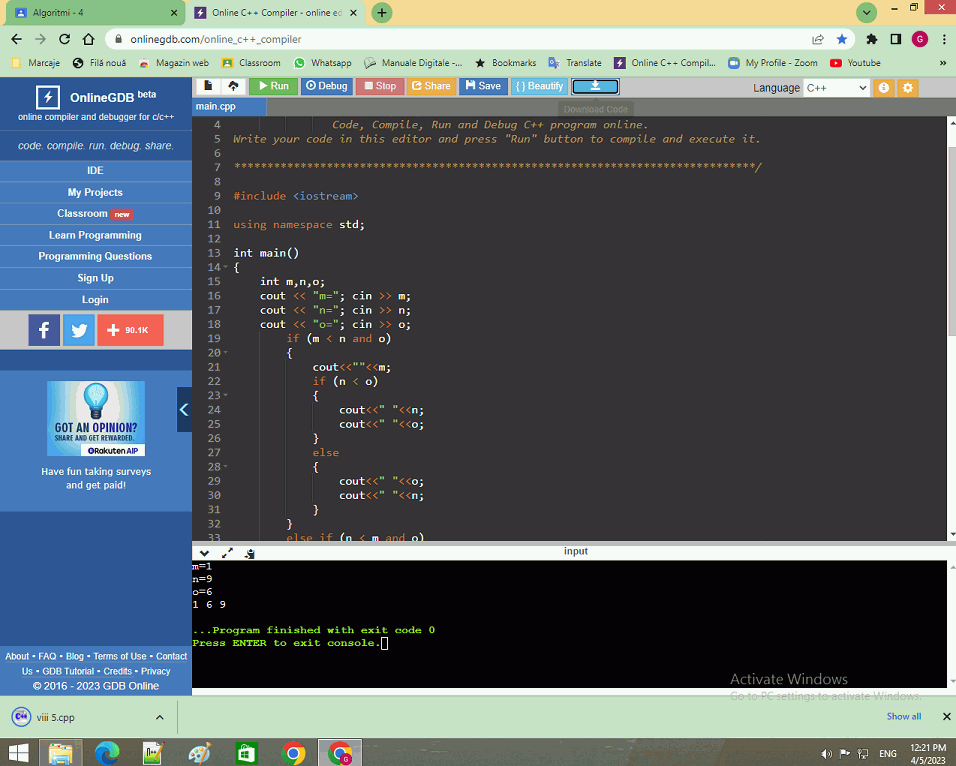 Algoritmi - 4
Online C++ Compiler - online ed
onlinegdb.com/online_c++_compiler
G
Marcaje
Filă nouă
Magazin web
Classroom
Whatsapp
Manuale Digitale -...
Bookmarks
Translate
Online C++ Compil...
My Profile - Zoom
Youtube
»
OnlineGDB beta
online compiler and debugger for c/c++
code. compile. run. debug. share.
IDE
My Projects
Classroom new
Learn Programming
Programming Questions
Sign Up
Login
f
+ 90.1K
GOT AN OPINION?
SHARE AND GET REWARDED.
Rakuten AIP
Have fun taking surveys
and get paid!
About • FAQ • Blog • Terms of Use • Contact
Us • GDB Tutorial • Credits • Privacy
© 2016 - 2023 GDB Online
Run
Debug
Stop
Share
Save
{ } Beautify
Language C++
main.cpp
Download Code
4 Code, Compile, Run and Debug C++ program online.
5 Write your code in this editor and press "Run" button to compile and execute it.
6
7 *******************************************************************************/
8
9 #include <iostream>
10
11 using namespace std;
12
13 int main()
14 {
15 int m,n,o;
16 cout << "m="; cin >> m;
17 cout << "n="; cin >> n;
18 cout << "o="; cin >> o;
19 if (m < n and o)
20 {
21 cout<<""<<m;
22 if (n < o)
23 {
24 cout<<" "<<n;
25 cout<<" "<<o;
26 }
27 else
28 {
29 cout<<" "<<o;
30 cout<<" "<<n;
31 }
32 }
33 else if (n < m and o)
input
m=1
n=9
o=6
1 6 9
...Program finished with exit code 0
Press ENTER to exit console.
Activate Windows
Go to PC settings to activate Windows.
viii 5.cpp
Show all
ENG
12:21 PM
4/5/2023